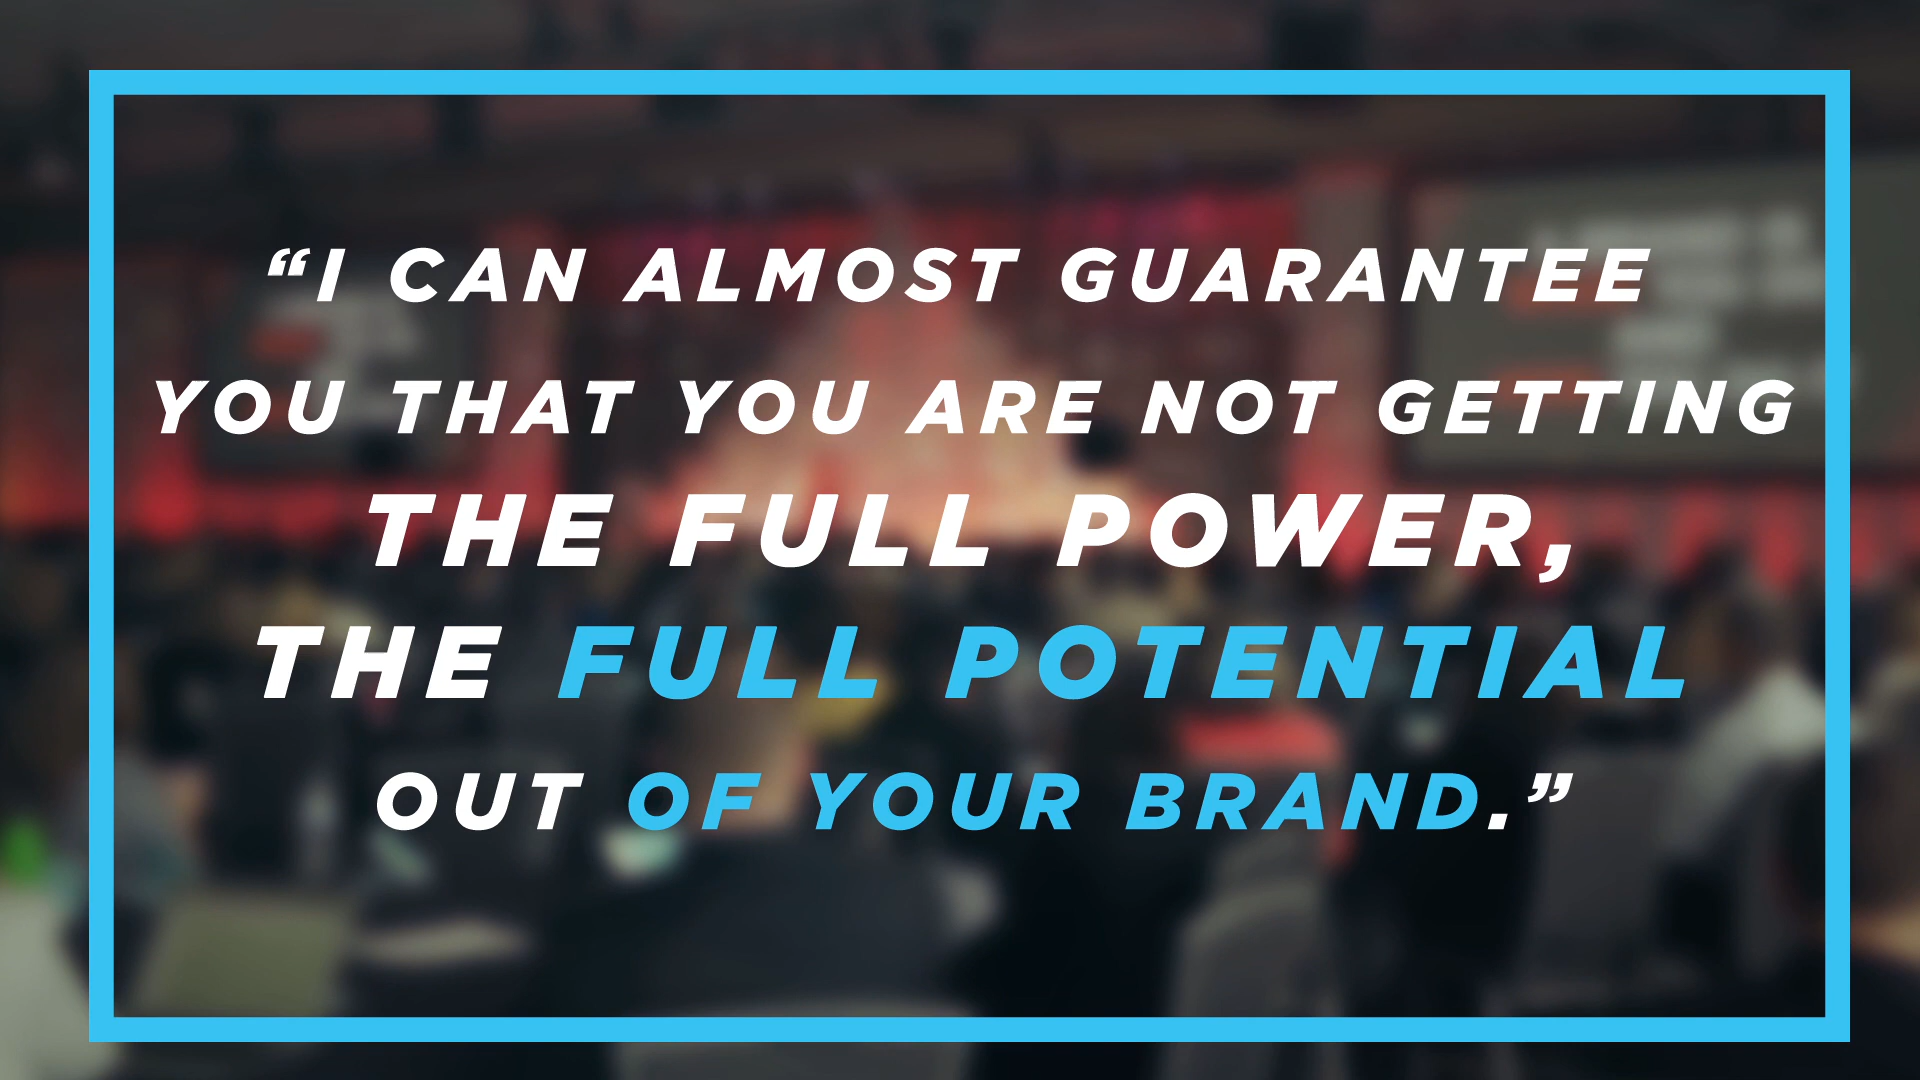 “I CAN ALMOST GUARANTEE
YOU THAT YOU ARE NOT GETTING
THE FULL POWER,
THE FULL POTENTIAL
OUT OF YOUR BRAND.”